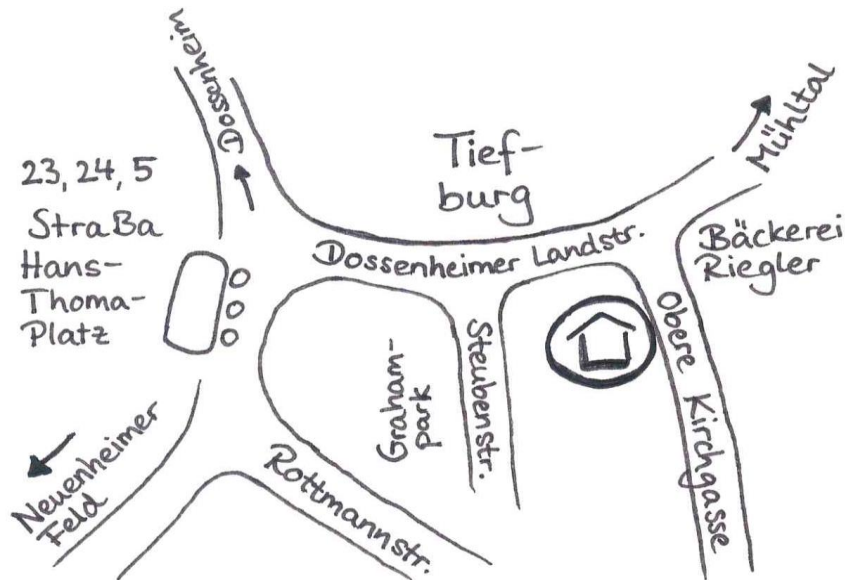 Dossenheim
Mühltal
Tief-
burg
23, 24, 5
StraBa
Hans-
Thoma-
Platz
Dossenheimer Landstr.
Bäckerei
Riegler
Obere Kirchgasse
Steubenstr.
Graham-
park
Neuenheimer
Feld
Rottmannstr.